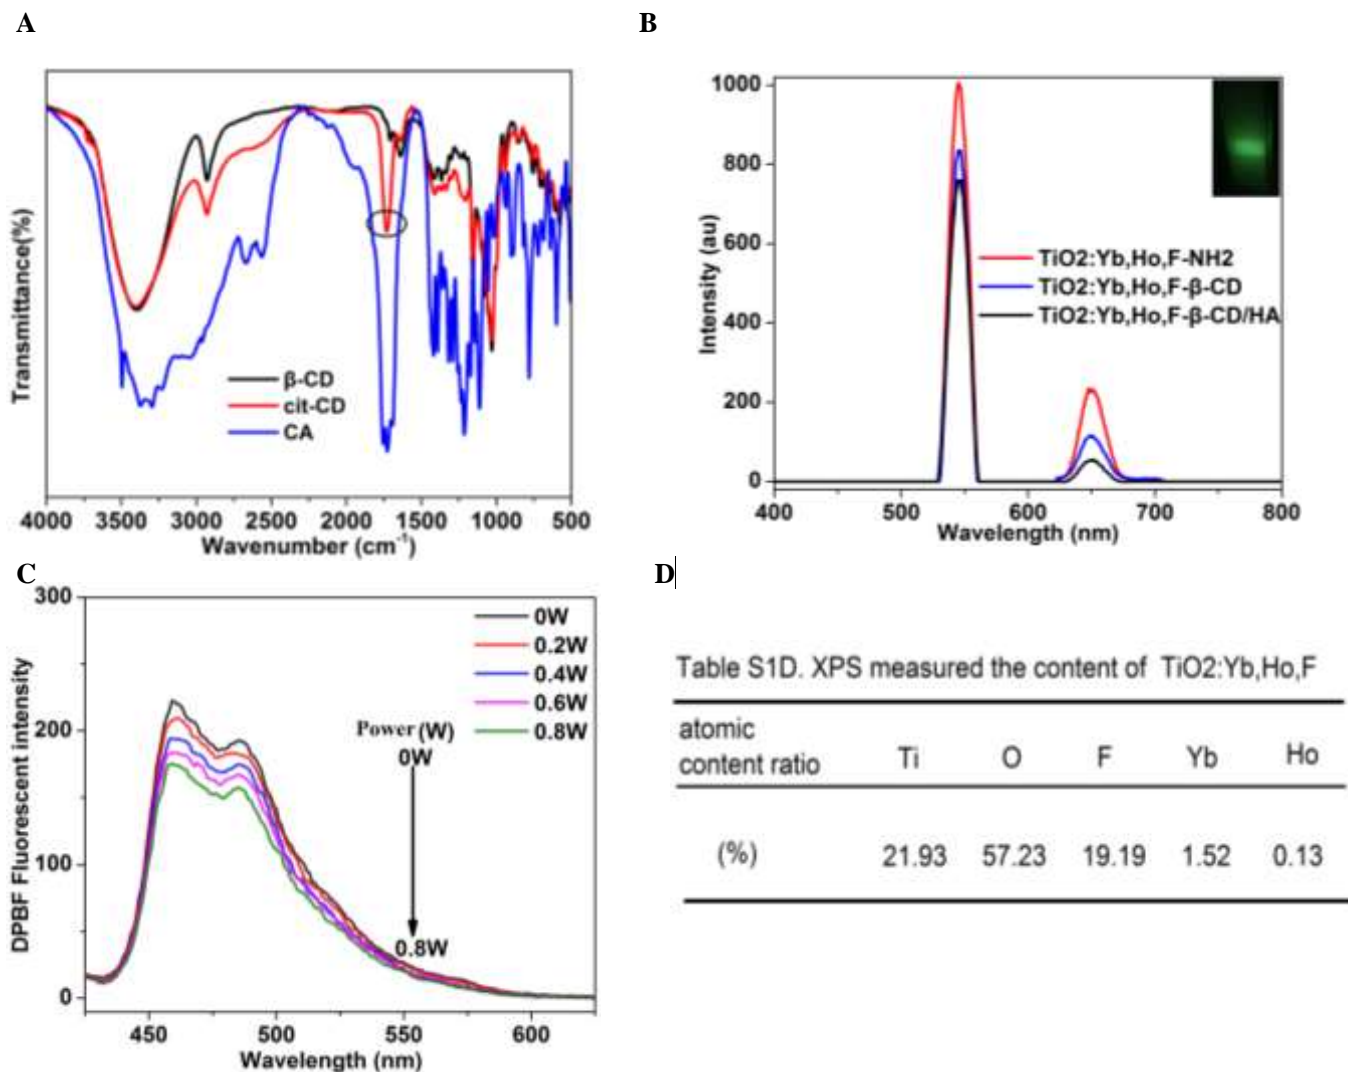 A
B
Transmittance(%)
β-CD
cit-CD
CA
4000 3500 3000 2500 2000 1500 1000 500
Wavenumber (cm-1)
Intensity (au)
1000
800
600
400
200
0
TiO2:Yb,Ho,F-NH2
TiO2:Yb,Ho,F-β-CD
TiO2:Yb,Ho,F-β-CD/HA
400 500 600 700 800
Wavelength (nm)
C
D
DPBF Fluorescent intensity
300
200
100
0
0W
0.2W
0.4W
0.6W
0.8W
Power (W)
0W
0.8W
450 500 550 600
Wavelength (nm)
Table S1D. XPS measured the content of TiO2:Yb,Ho,F
atomic
content ratio Ti O F Yb Ho
(%) 21.93 57.23 19.19 1.52 0.13